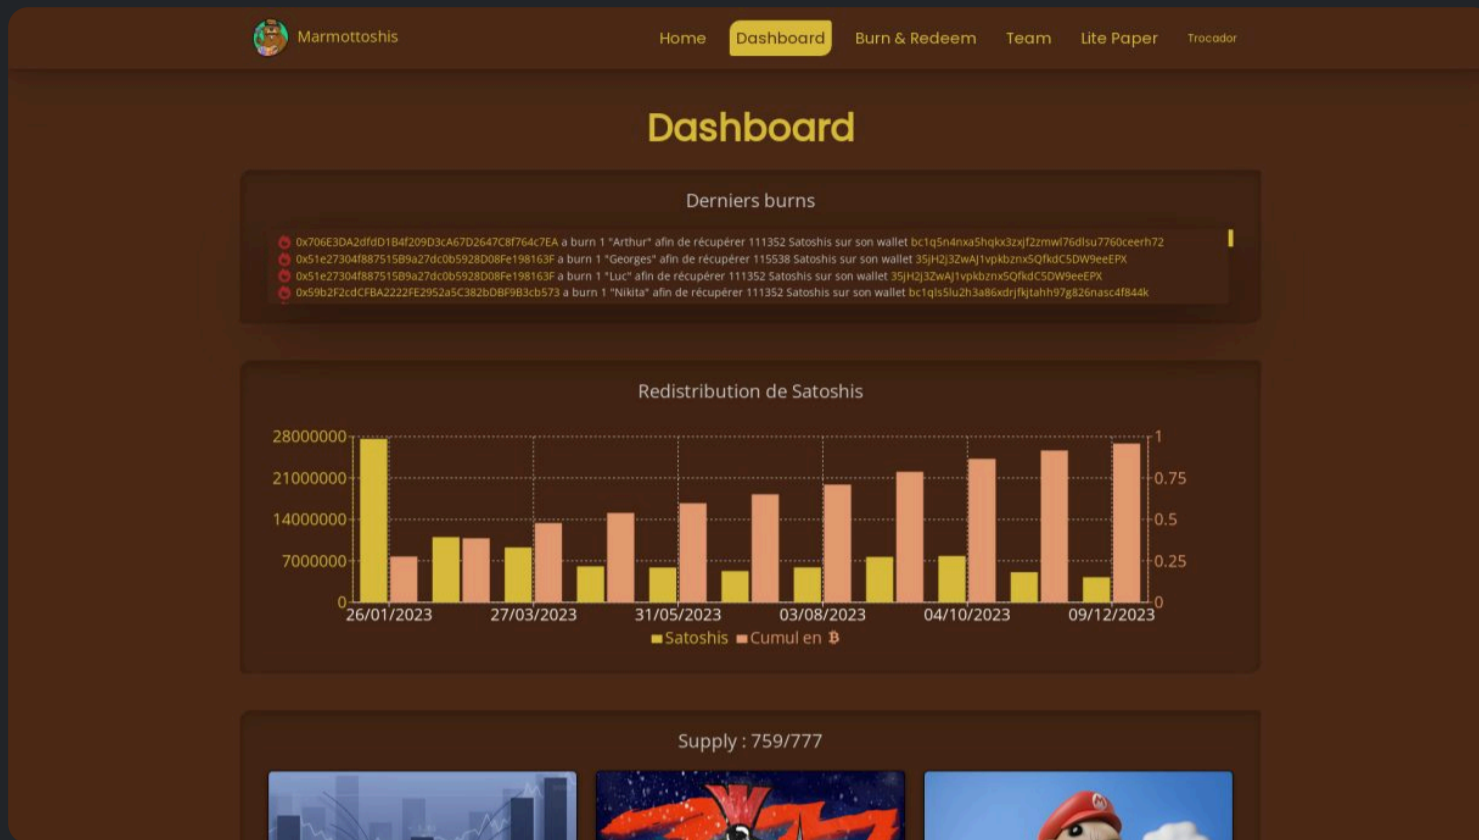 Marmottoshis
Home Dashboard Burn & Redeem Team Lite Paper Trocador
Dashboard
Derniers burns
0x706E3DA2dfdD1B4f209D3cA67D2647C8f764c7EA a burn 1 "Arthur" afin de récupérer 111352 Satoshis sur son wallet bc1q5n4nxa5hqkx3zxjf2zmwl76dlsu7760ceerh72
0x51e27304f887515B9a27dc0b5928D08Fe198163F a burn 1 "Georges" afin de récupérer 115538 Satoshis sur son wallet 35jH2j3ZwAJ1vpkbznx5QfkdC5DW9eeEPX
0x51e27304f887515B9a27dc0b5928D08Fe198163F a burn 1 "Luc" afin de récupérer 111352 Satoshis sur son wallet 35jH2j3ZwAJ1vpkbznx5QfkdC5DW9eeEPX
0x59b2F2cdCFBA2222FE2952a5C382bDBF9B3cb573 a burn 1 "Nikita" afin de récupérer 111352 Satoshis sur son wallet bc1qls5lu2h3a86xdrjfkjtahh97g826nasc4f844k
Redistribution de Satoshis
28000000 1
21000000 0.75
14000000 0.5
7000000 0.25
0 0
26/01/2023 27/03/2023 31/05/2023 03/08/2023 04/10/2023 09/12/2023
Satoshis Cumul en ₿
Supply : 759/777